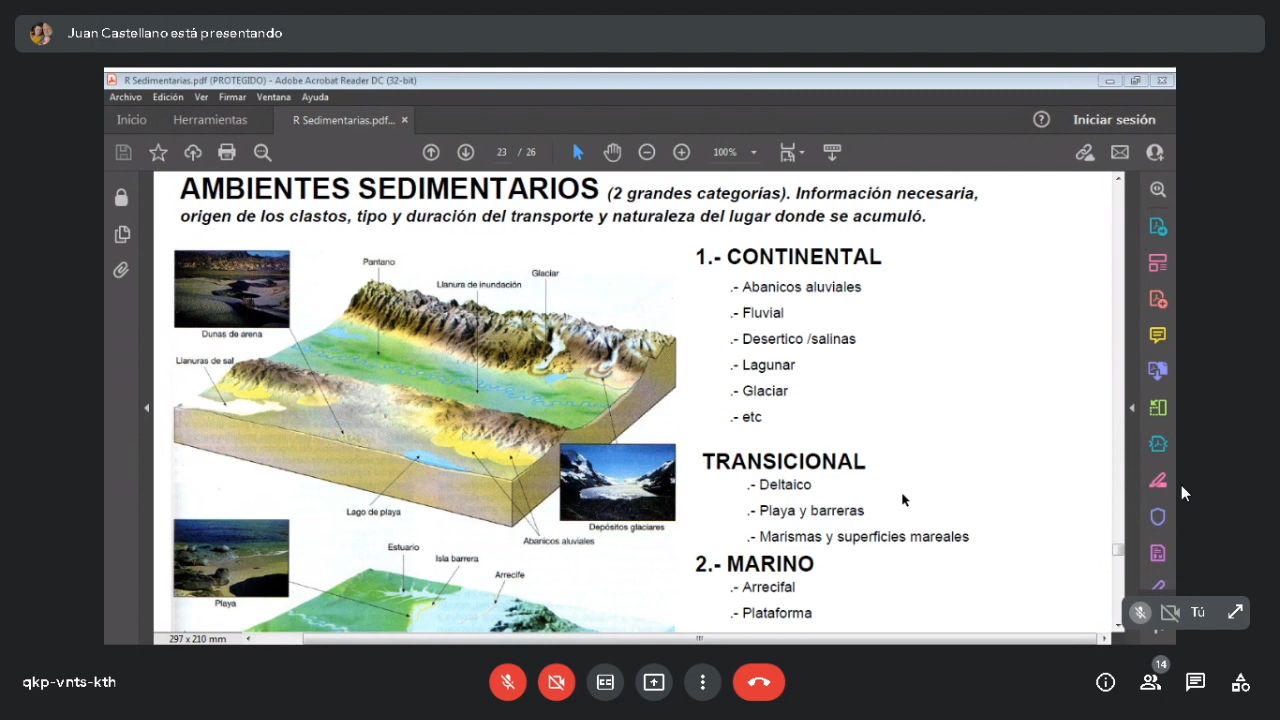 Juan Castellano está presentando
R Sedimentarias.pdf (PROTEGIDO) - Adobe Acrobat Reader DC (32-bit)
Archivo Edición Ver Firmar Ventana Ayuda
Inicio Herramientas R Sedimentarias.pdf... × Iniciar sesión
23 / 26 100%
AMBIENTES SEDIMENTARIOS (2 grandes categorías). Información necesaria,
origen de los clastos, tipo y duración del transporte y naturaleza del lugar donde se acumuló.
Pantano
Glaciar
Llanura de inundación
Dunas de arena
Llanuras de sal
Lago de playa
Depósitos glaciares
Abanicos aluviales
Estuario
Isla barrera
Arrecife
Playa
1.- CONTINENTAL
.- Abanicos aluviales
.- Fluvial
.- Desertico /salinas
.- Lagunar
.- Glaciar
.- etc
TRANSICIONAL
.- Deltaico
.- Playa y barreras
.- Marismas y superficies mareales
2.- MARINO
.- Arrecifal
.- Plataforma
297 x 210 mm
Tú
qkp-vnts-kth
14